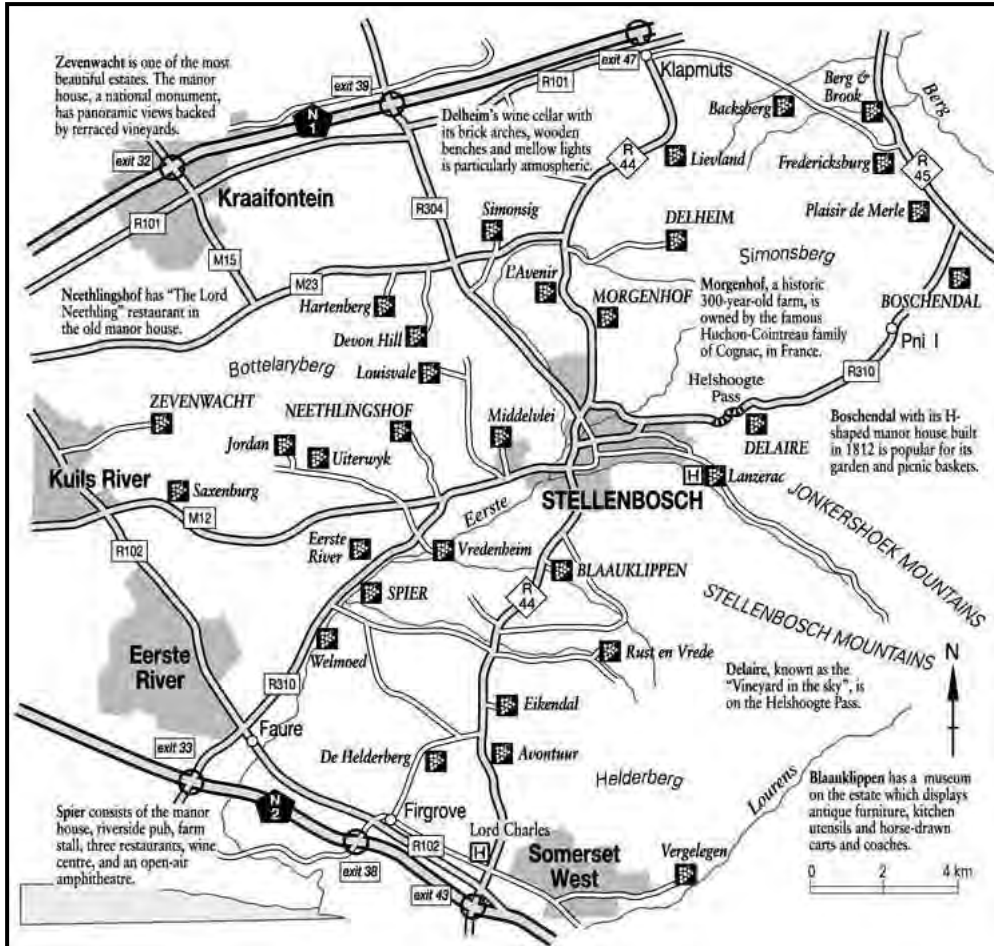 Zevenwacht is one of the most
beautiful estates. The manor
house, a national monument,
has panoramic views backed
by terraced vineyards.
exit 39
N
1
exit 32
R101
Kraaifontein
M15
R101
exit 47
Klapmuts
Delheim's wine cellar with
its brick arches, wooden
benches and mellow lights
is particularly atmospheric.
R
44
Backsberg
Berg &
Brook
Berg
Lievland
Fredericksburg
R
45
Plaisir de Merle
R304
Simonsig
DELHEIM
Simonsberg
Neethlingshof has "The Lord
Neethling" restaurant in
the old manor house.
M23
Hartenberg
Devon Hill
L'Avenir
MORGENHOF
Morgenhof, a historic
300-year-old farm, is
owned by the famous
Huchon-Cointreau family
of Cognac, in France.
BOSCHENDAL
Pni l
R310
Bottelaryberg
Louisvale
Helshoogte
Pass
ZEVENWACHT
NEETHLINGSHOF
Middelvlei
DELAIRE
Boschendal with its H-
shaped manor house built
in 1812 is popular for its
garden and picnic baskets.
Jordan
Uiterwyk
Kuils River
Saxenburg
M12
STELLENBOSCH
H
Lanzerac
JONKERSHOEK MOUNTAINS
Eerste
R102
Eerste
River
Vredenheim
BLAAUKLIPPEN
SPIER
R
44
STELLENBOSCH MOUNTAINS
Welmoed
Rust en Vrede
Eerste
River
R310
Delaire, known as the
"Vineyard in the sky", is
on the Helshoogte Pass.
N
Eikendal
Faure
exit 33
De Helderberg
Avontuur
Helderberg
Lourens
N
2
Spier consists of the manor
house, riverside pub, farm
stall, three restaurants, wine
centre, and an open-air
amphitheatre.
Firgrove
R102
exit 38
exit 43
Lord Charles
H
Somerset
West
Vergelegen
Blaauklippen has a museum
on the estate which displays
antique furniture, kitchen
utensils and horse-drawn
carts and coaches.
0 2 4 km